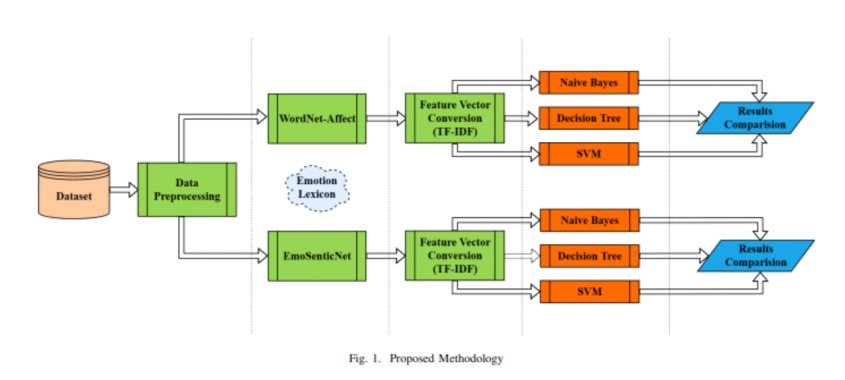 Dataset
Data
Preprocessing
WordNet-Affect
Emotion
Lexicon
EmoSenticNet
Feature Vector
Conversion
(TF-IDF)
Naive Bayes
Decision Tree
SVM
Results
Comparision
Feature Vector
Conversion
(TF-IDF)
Naive Bayes
Decision Tree
SVM
Results
Comparision
Fig. 1. Proposed Methodology